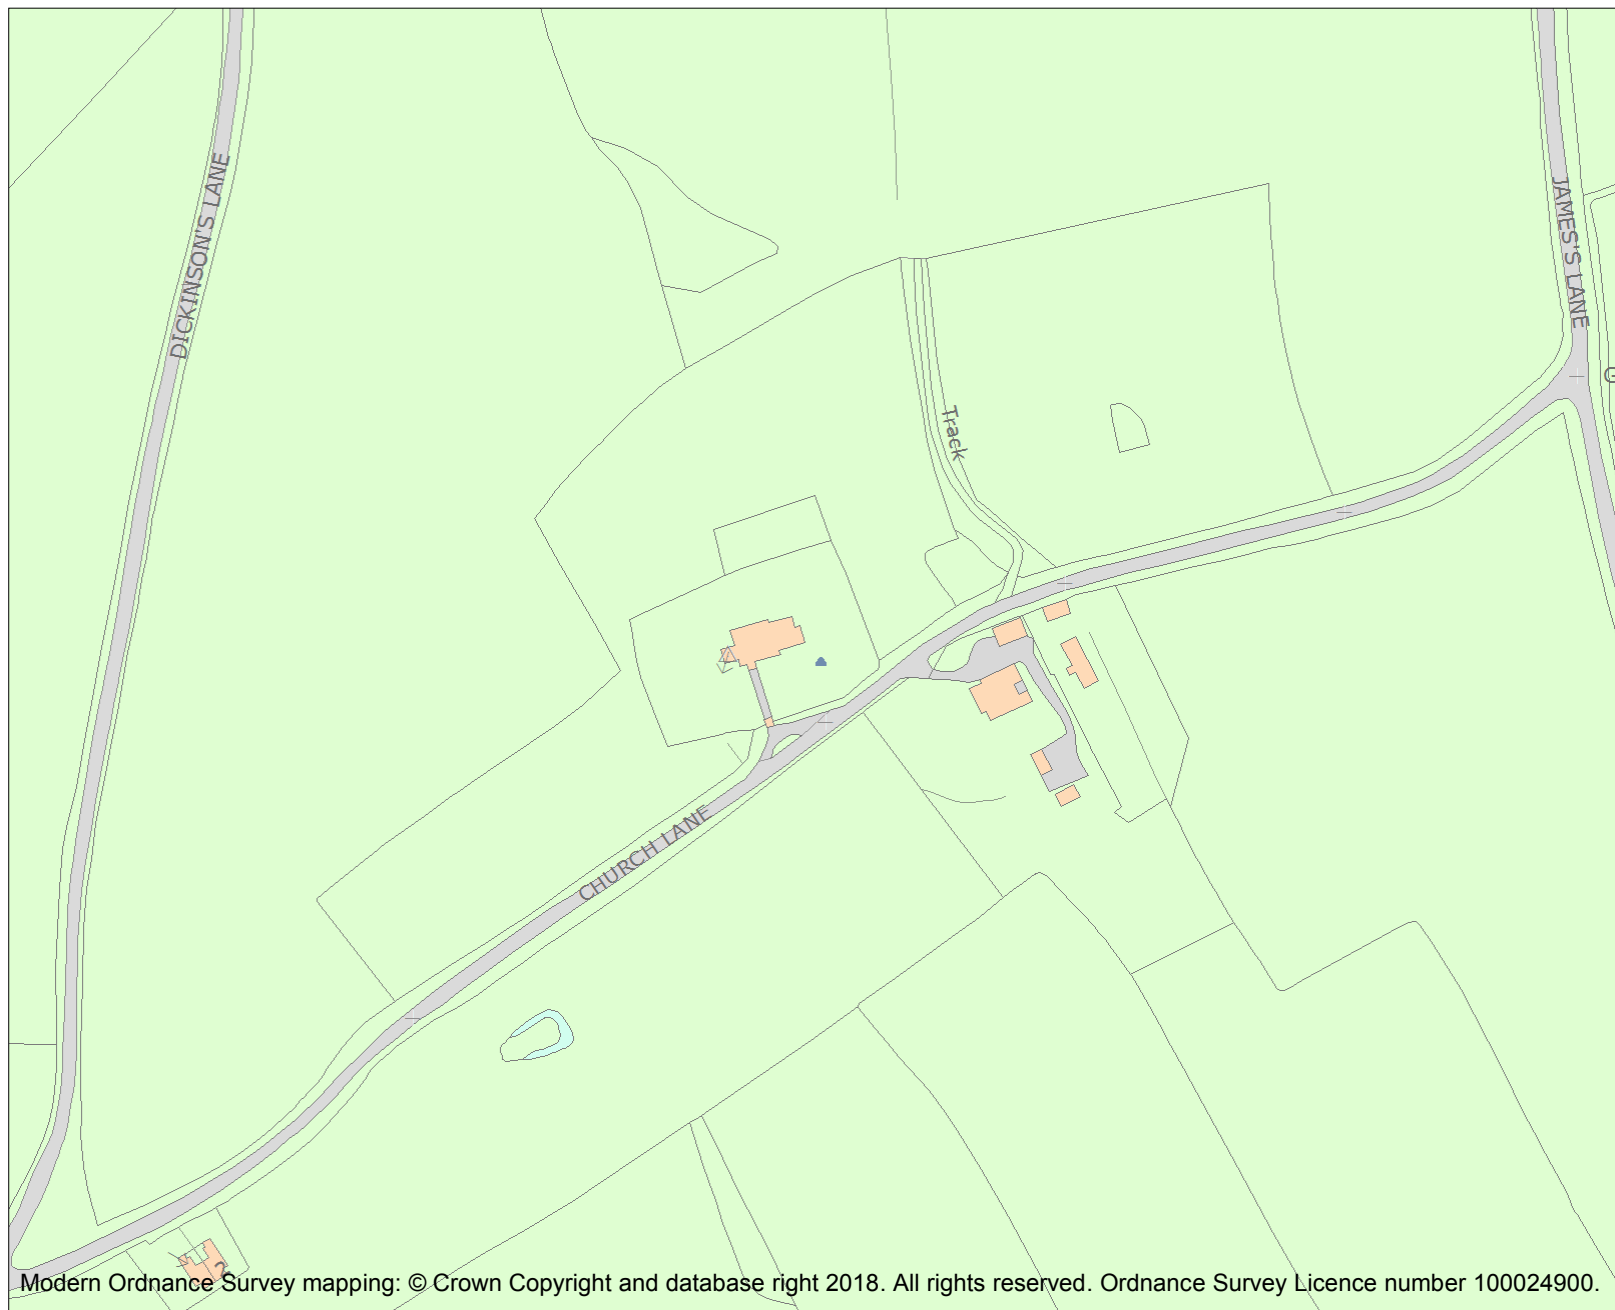 DICKINSON'S LANE
JAMES'S LANE
G
Track
CHURCH LANE
2
Modern Ordnance Survey mapping: © Crown Copyright and database right 2018. All rights reserved. Ordnance Survey Licence number 100024900.